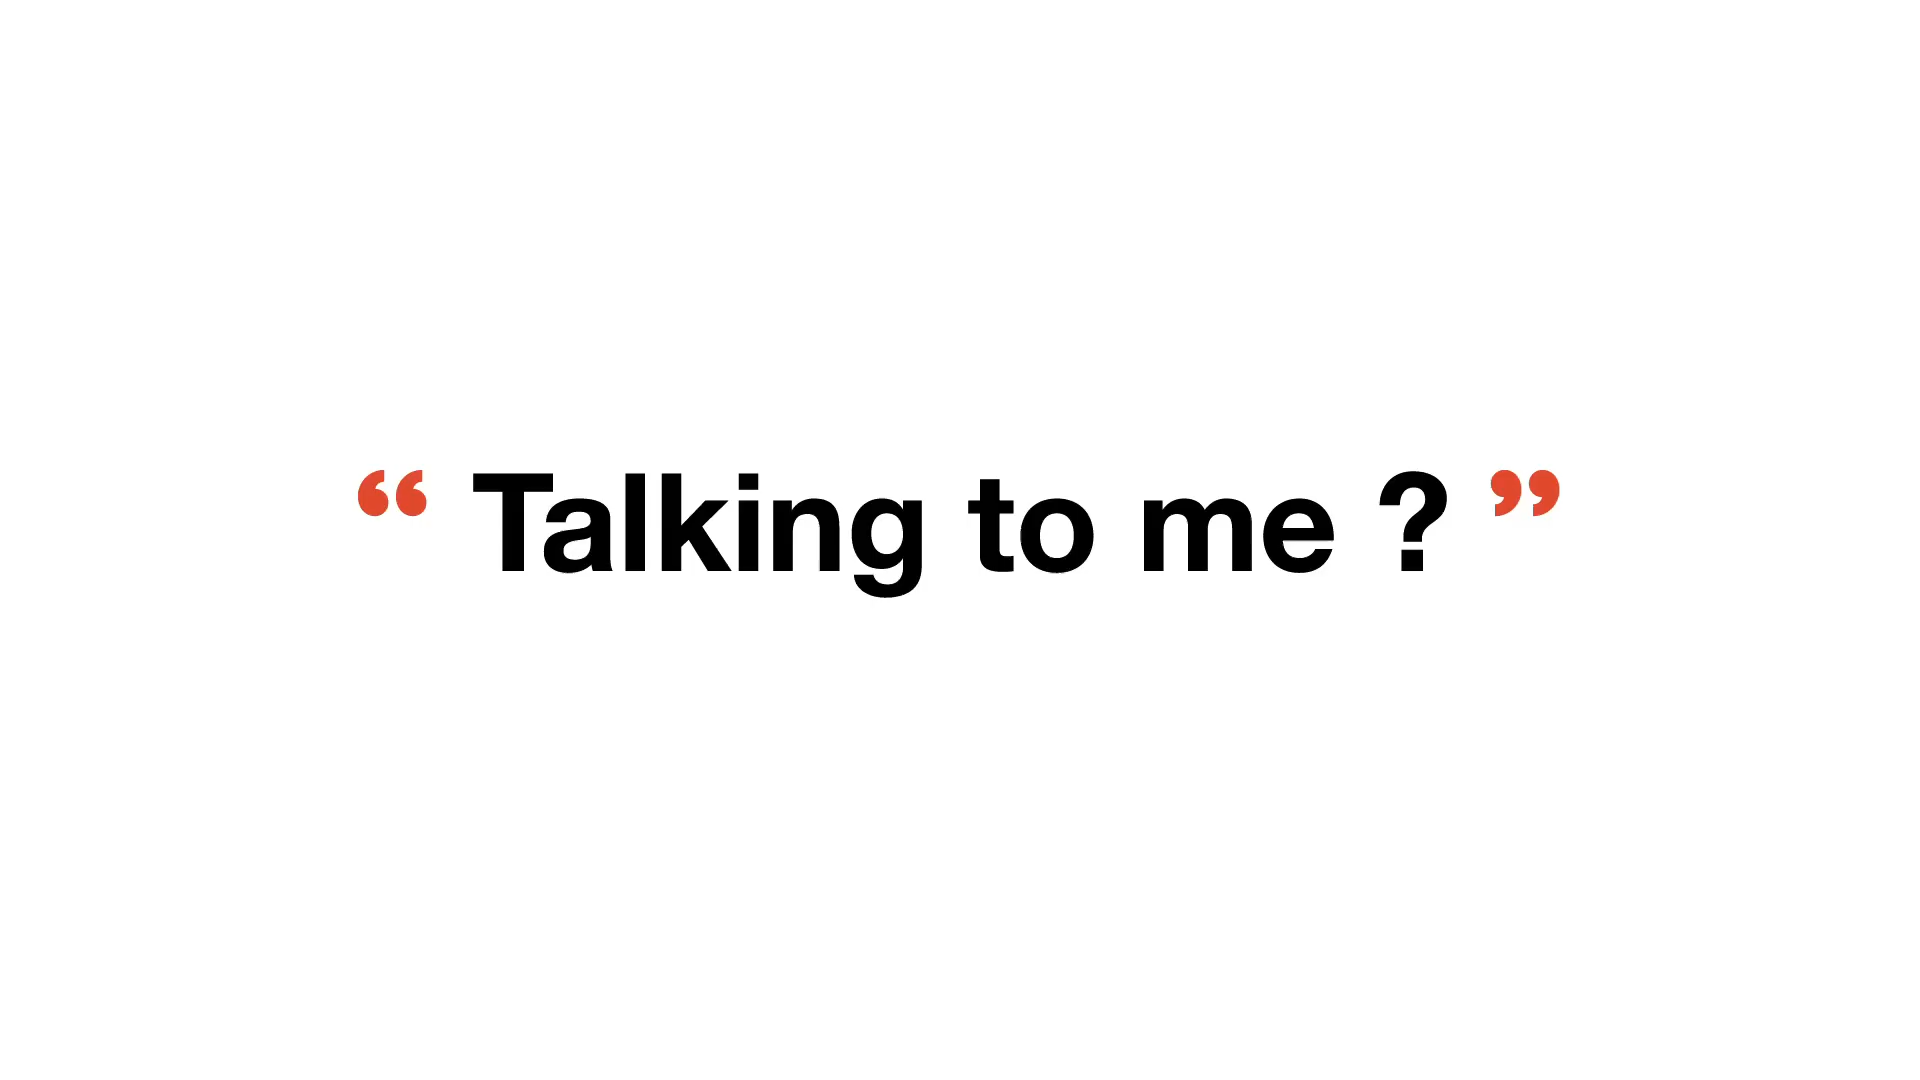 “ Talking to me ? ”